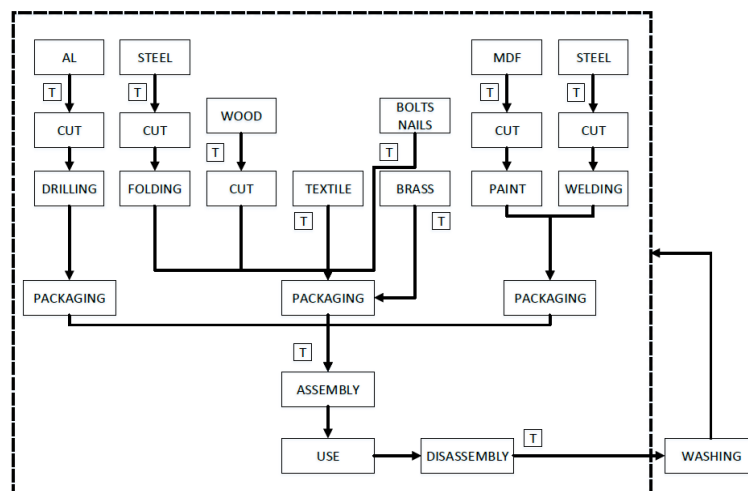 AL
STEEL
MDF
STEEL
T
T
T
T
WOOD
BOLTS
NAILS
CUT
CUT
CUT
CUT
T
T
DRILLING
FOLDING
CUT
TEXTILE
BRASS
PAINT
WELDING
T
T
PACKAGING
PACKAGING
PACKAGING
T
ASSEMBLY
T
USE
DISASSEMBLY
WASHING